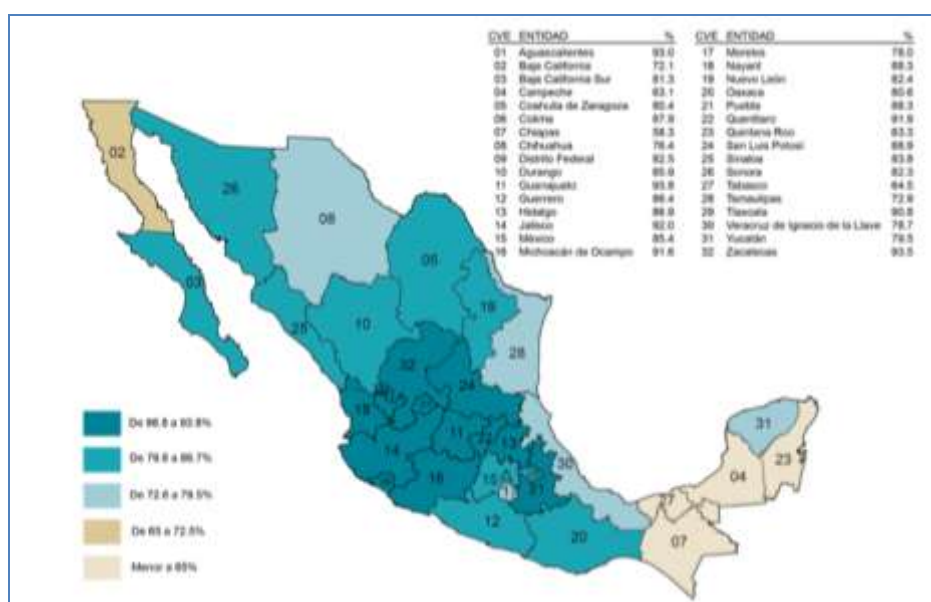 CVE ENTIDAD %
01 Aguascalientes 93.0
02 Baja California 72.1
03 Baja California Sur 81.3
04 Campeche 63.1
05 Coahuila de Zaragoza 80.4
06 Colima 87.9
07 Chiapas 58.3
08 Chihuahua 76.4
09 Distrito Federal 82.5
10 Durango 85.9
11 Guanajuato 93.8
12 Guerrero 86.4
13 Hidalgo 86.9
14 Jalisco 92.0
15 México 85.4
16 Michoacán de Ocampo 91.6
CVE ENTIDAD %
17 Morelos 78.0
18 Nayarit 88.3
19 Nuevo León 82.4
20 Oaxaca 80.6
21 Puebla 88.3
22 Querétaro 91.9
23 Quintana Roo 63.3
24 San Luis Potosí 88.9
25 Sinaloa 83.8
26 Sonora 82.3
27 Tabasco 64.5
28 Tamaulipas 72.9
29 Tlaxcala 90.8
30 Veracruz de Ignacio de la Llave 78.7
31 Yucatán 79.5
32 Zacatecas 93.5
02
26
08
05
03
25
10
19
28
32
24
18
14
11
22
13
16
15
21
30
12
20
27
07
04
31
23
De 86.8 a 93.8%
De 79.6 a 86.7%
De 72.6 a 79.5%
De 65 a 72.5%
Menor a 65%